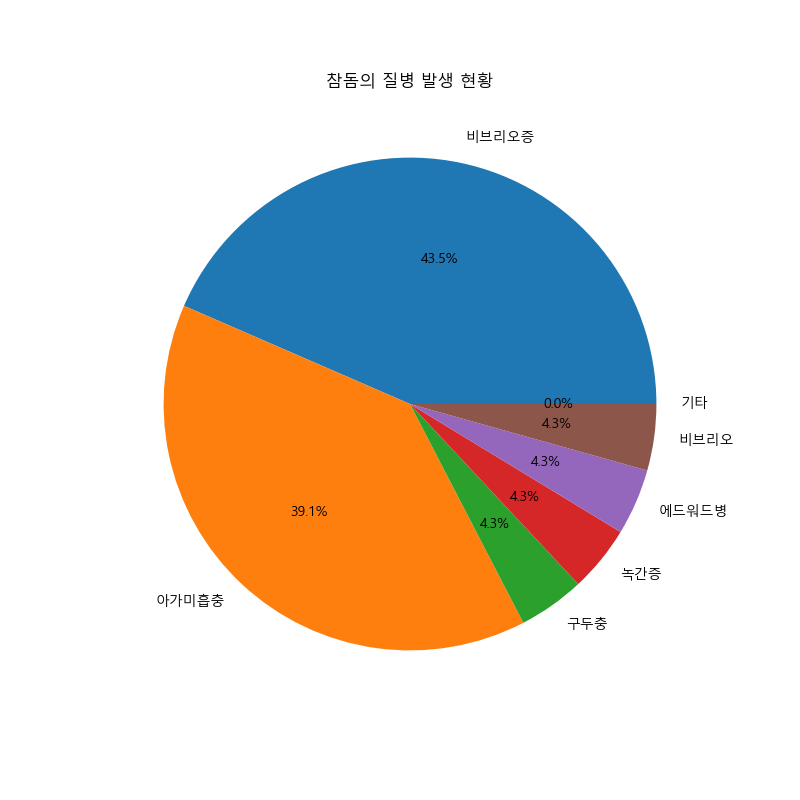 참돔의 질병 발생 현황
비브리오증
43.5%
아가미흡충
39.1%
구두충
4.3%
녹간증
4.3%
에드워드병
4.3%
비브리오
4.3%
기타
0.0%